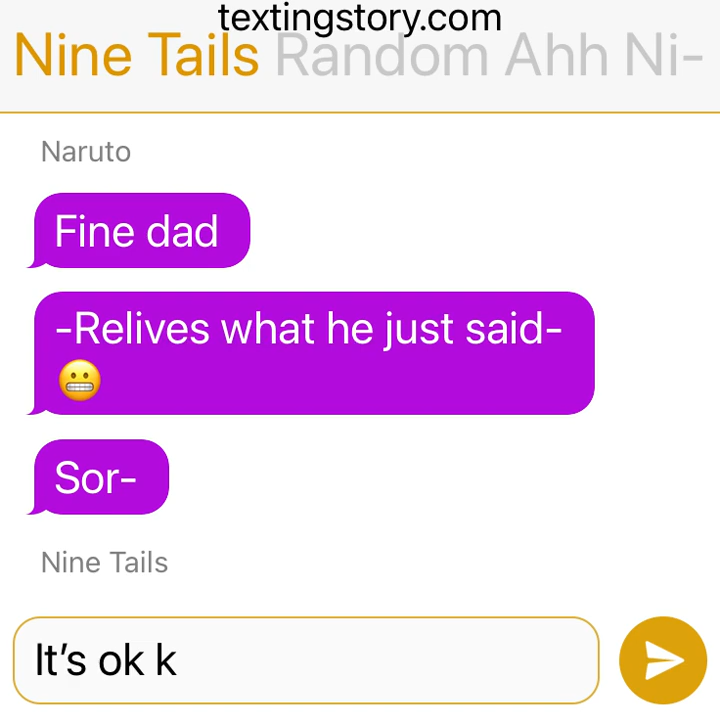 textingstory.com
Nine Tails Random Ahh Ni-
Naruto
Fine dad
-Relives what he just said-
😬
Sor-
Nine Tails
It’s ok k